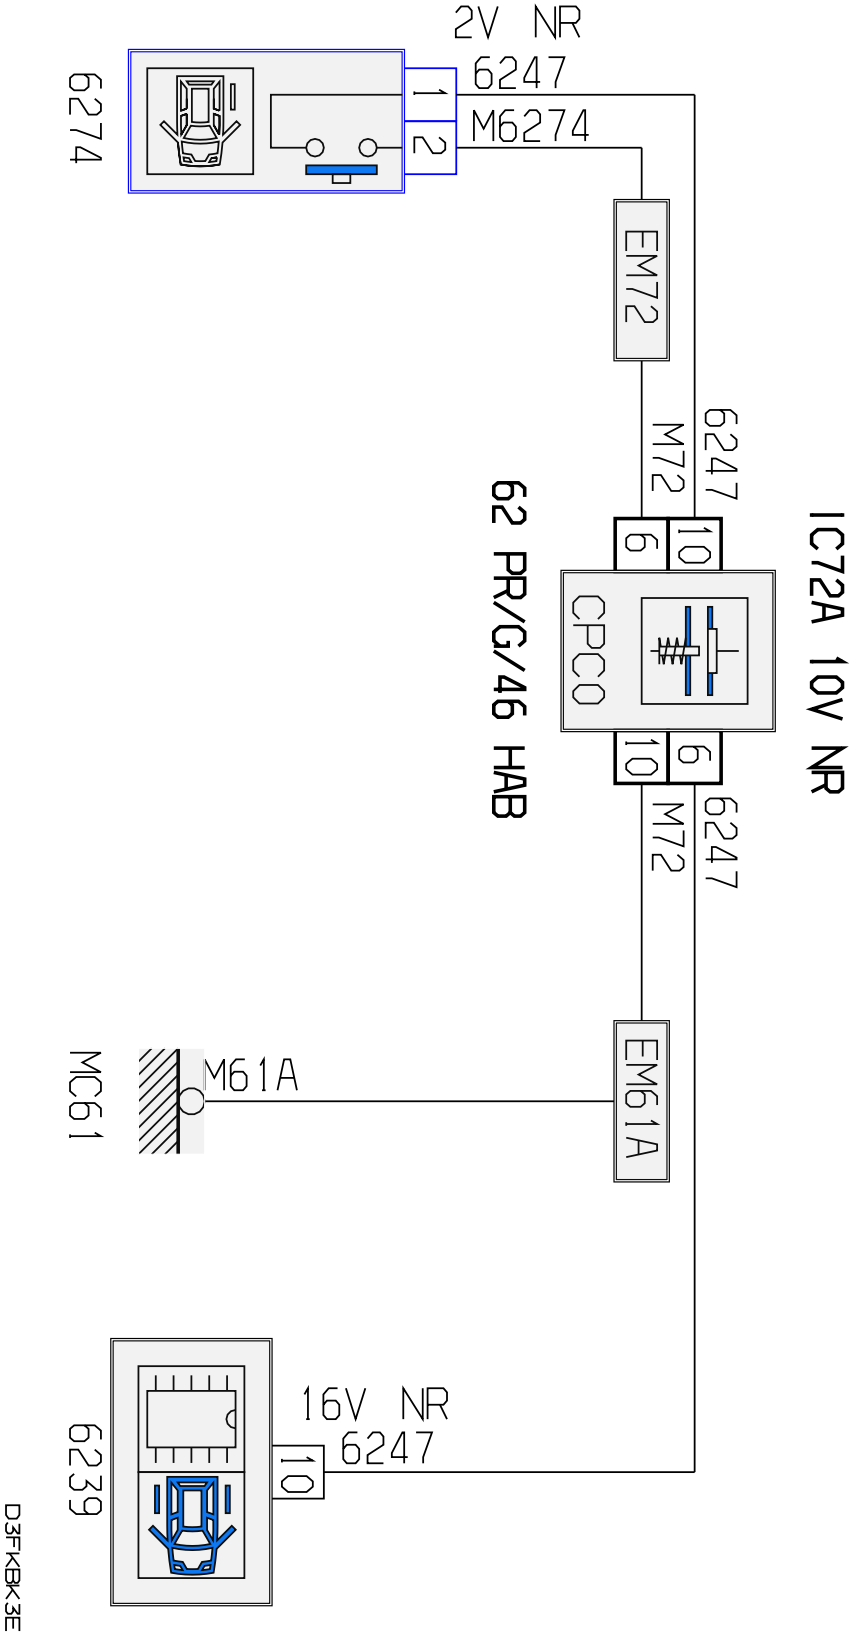 2V NR
6247
1
M6274
2
6274
EM72
M72
6247
62 PR/G/46 HAB
IC72A 10V NR
6
10
CPCO
10
6
M72
6247
MC61
M61A
EM61A
16V NR
6247
10
6239
D3FKBK3E